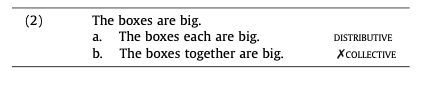 (2) The boxes are big.
a. The boxes each are big. DISTRIBUTIVE
b. The boxes together are big. ✗COLLECTIVE